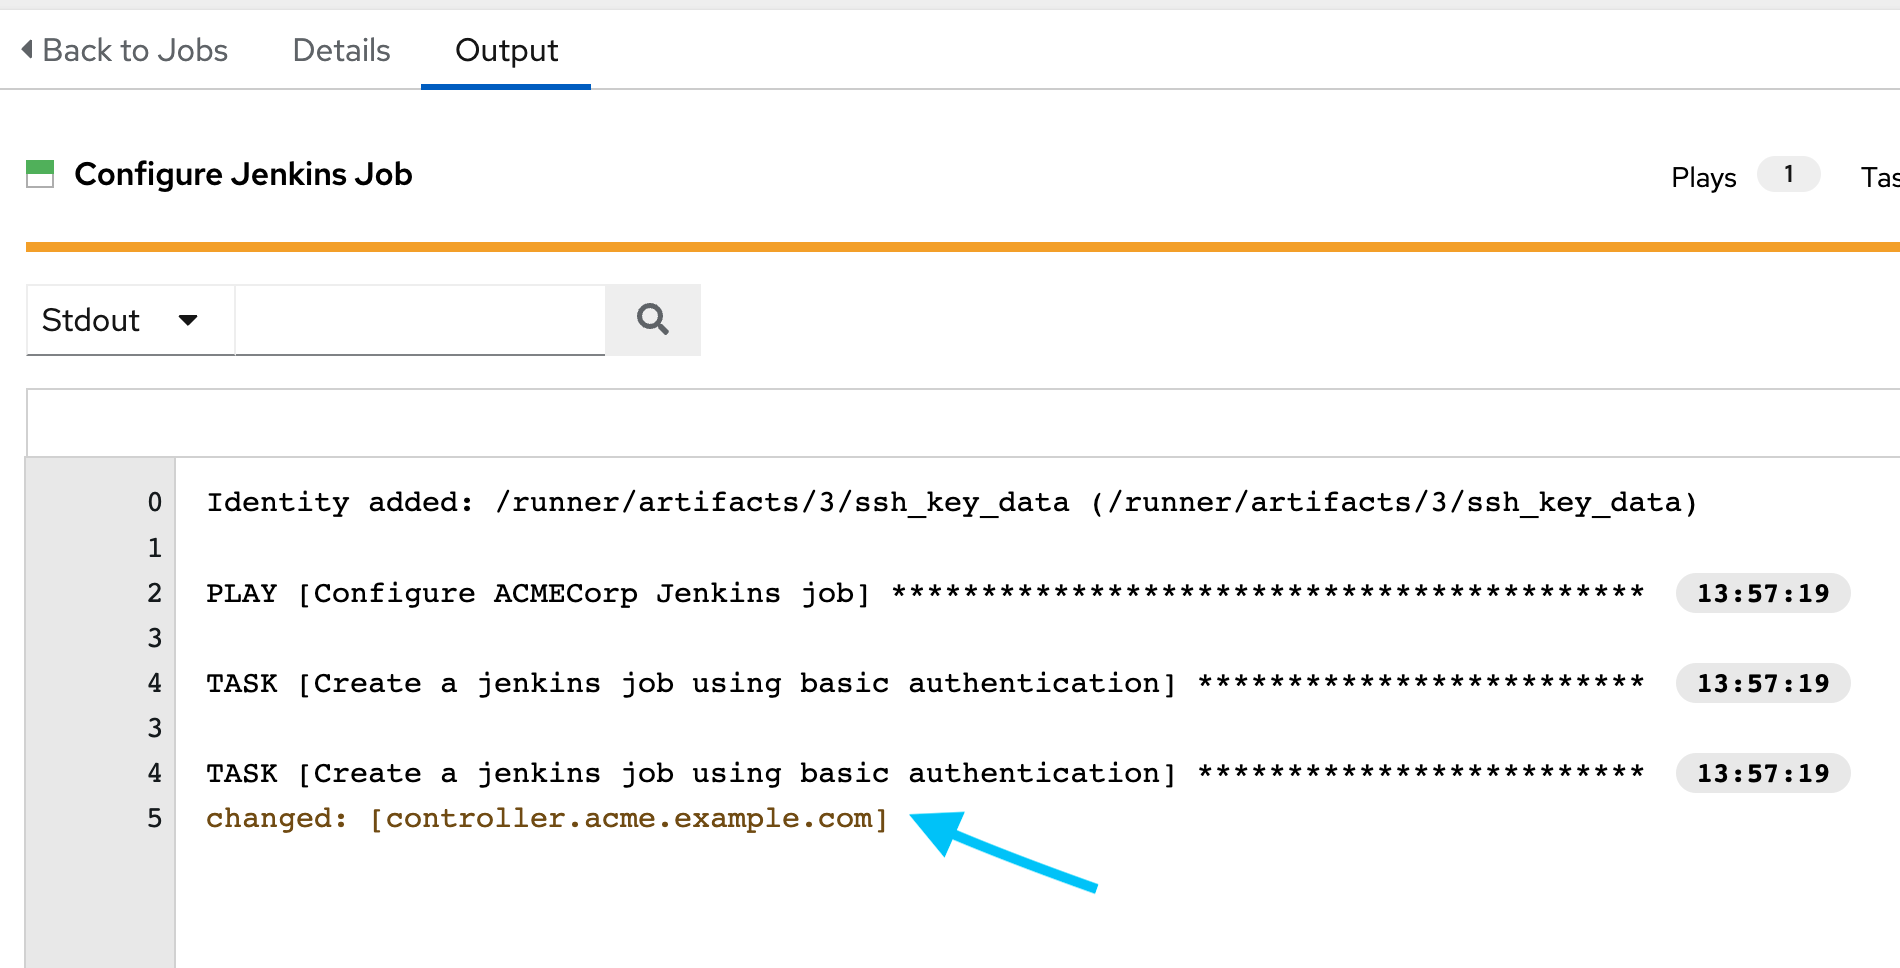 Back to Jobs Details Output
Configure Jenkins Job Plays 1 Tas
Stdout
0 Identity added: /runner/artifacts/3/ssh_key_data (/runner/artifacts/3/ssh_key_data)
1
2 PLAY [Configure ACMECorp Jenkins job] ****************************************** 13:57:19
3
4 TASK [Create a jenkins job using basic authentication] ************************* 13:57:19
3
4 TASK [Create a jenkins job using basic authentication] ************************* 13:57:19
5 changed: [controller.acme.example.com]